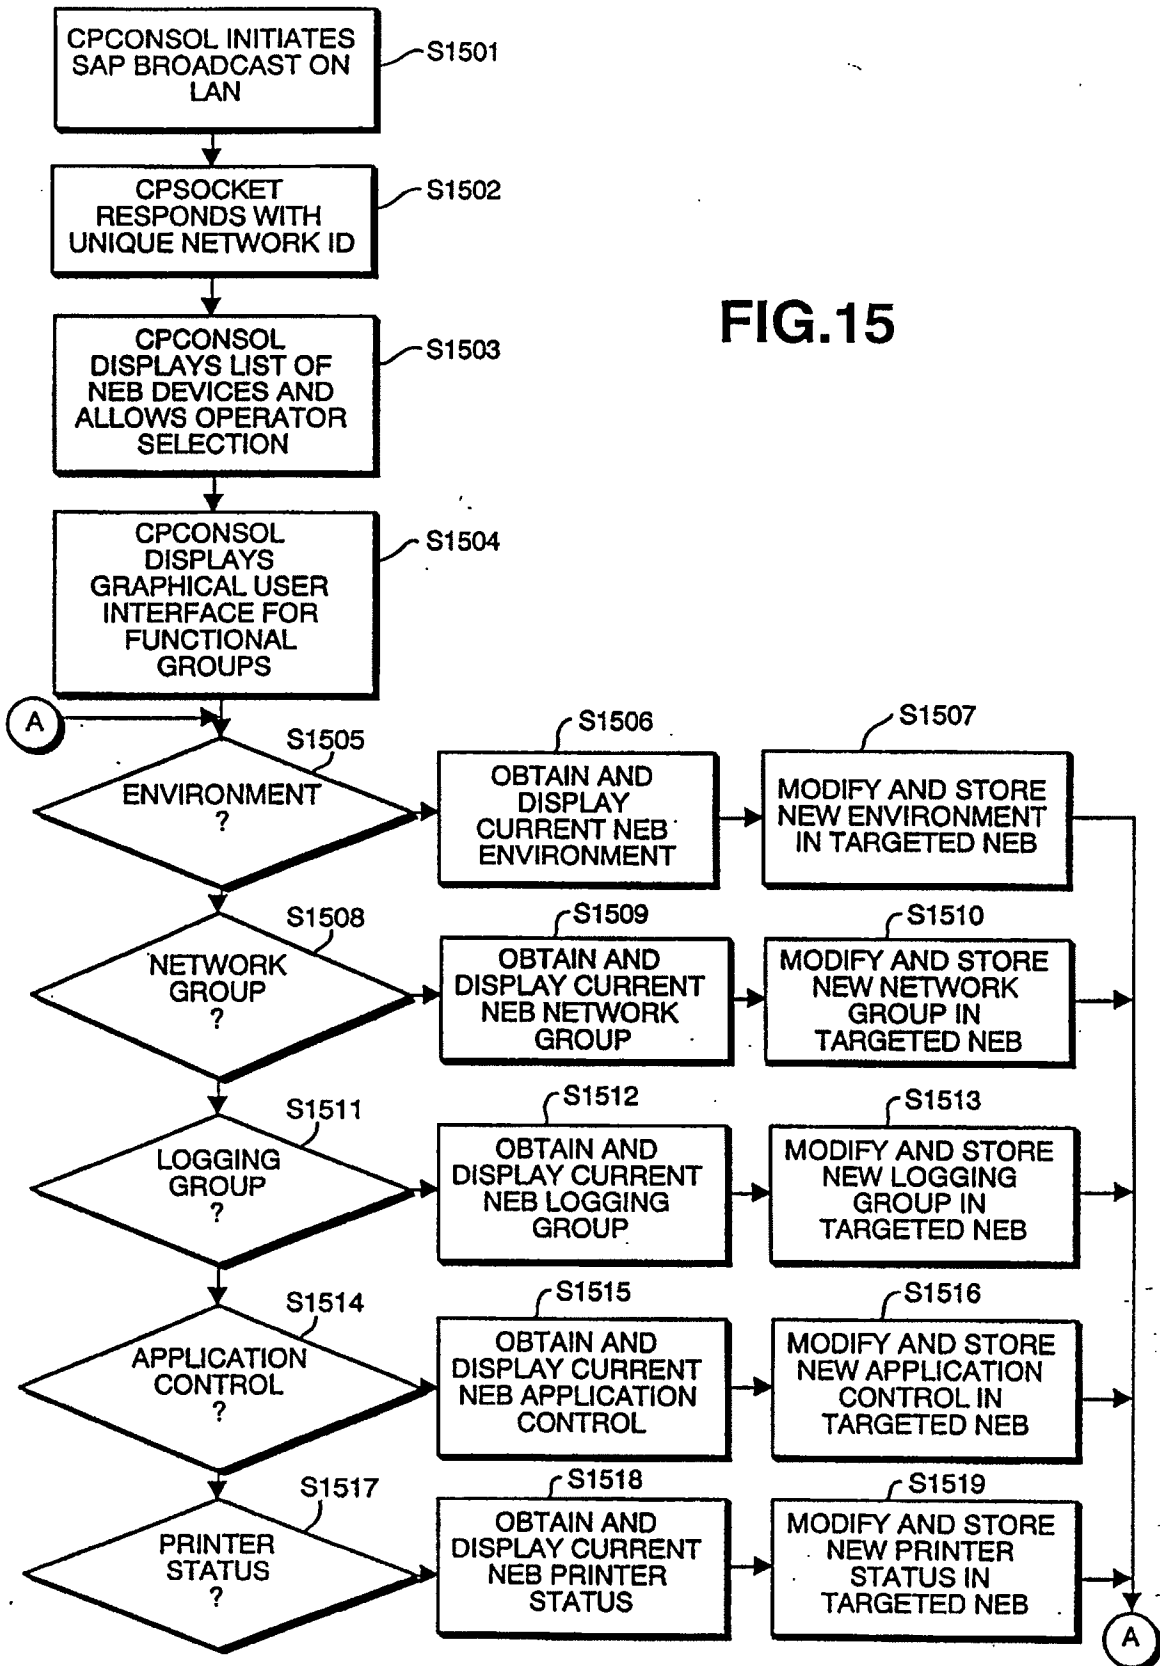 CPCONSOL INITIATES
SAP BROADCAST ON
LAN
S1501
CPSOCKET
RESPONDS WITH
UNIQUE NETWORK ID
S1502
FIG.15
CPCONSOL
DISPLAYS LIST OF
NEB DEVICES AND
ALLOWS OPERATOR
SELECTION
S1503
CPCONSOL
DISPLAYS
GRAPHICAL USER
INTERFACE FOR
FUNCTIONAL
GROUPS
S1504
A
ENVIRONMENT
?
S1505
OBTAIN AND
DISPLAY
CURRENT NEB
ENVIRONMENT
S1506
MODIFY AND STORE
NEW ENVIRONMENT
IN TARGETED NEB
S1507
NETWORK
GROUP
?
S1508
OBTAIN AND
DISPLAY CURRENT
NEB NETWORK
GROUP
S1509
MODIFY AND STORE
NEW NETWORK
GROUP IN
TARGETED NEB
S1510
LOGGING
GROUP
?
S1511
OBTAIN AND
DISPLAY CURRENT
NEB LOGGING
GROUP
S1512
MODIFY AND STORE
NEW LOGGING
GROUP IN
TARGETED NEB
S1513
APPLICATION
CONTROL
?
S1514
OBTAIN AND
DISPLAY CURRENT
NEB APPLICATION
CONTROL
S1515
MODIFY AND STORE
NEW APPLICATION
CONTROL IN
TARGETED NEB
S1516
PRINTER
STATUS
?
S1517
OBTAIN AND
DISPLAY CURRENT
NEB PRINTER
STATUS
S1518
MODIFY AND STORE
NEW PRINTER
STATUS IN
TARGETED NEB
S1519
A